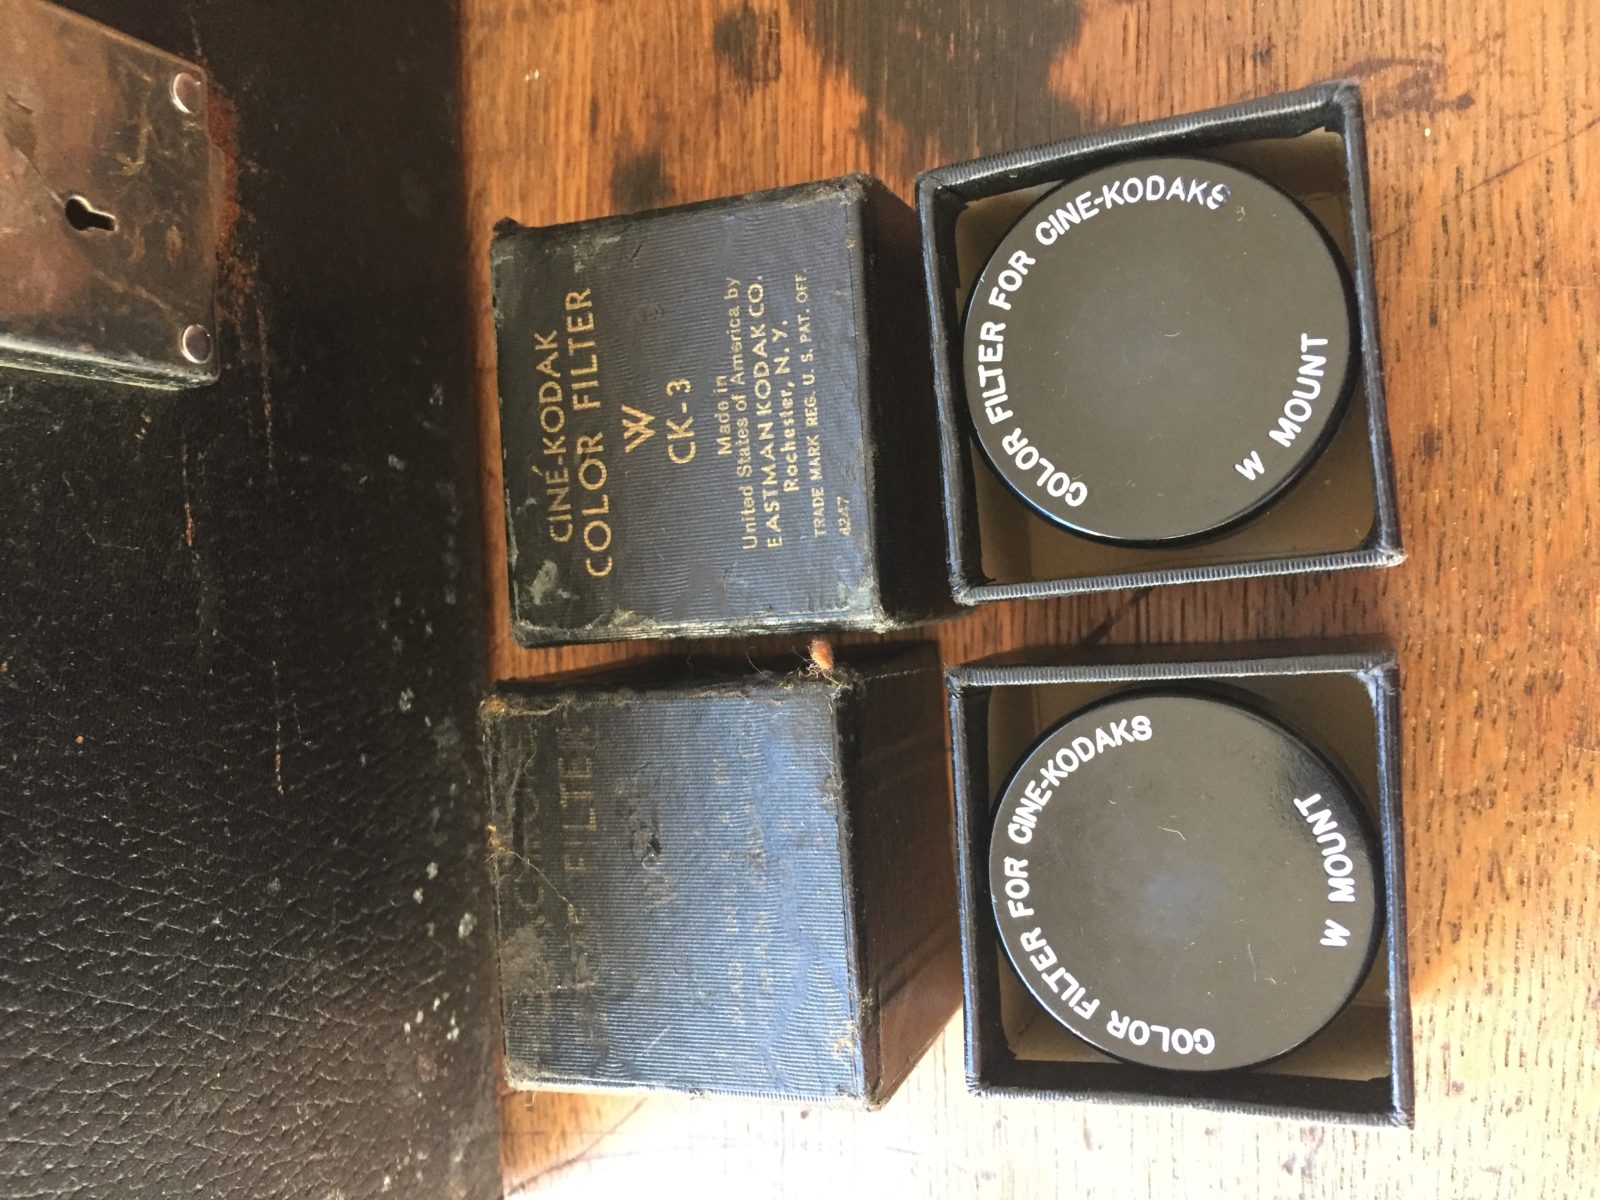 CINÉ-KODAK
COLOR FILTER
W
CK-3
Made in
United States of America by
EASTMAN KODAK CO.
Rochester, N.Y.
TRADE MARK REG. U. S. PAT. OFF
4247
COLOR FILTER FOR CINE-KODAKS
W MOUNT
FILTER
W
COLOR FILTER FOR CINE-KODAKS
W MOUNT